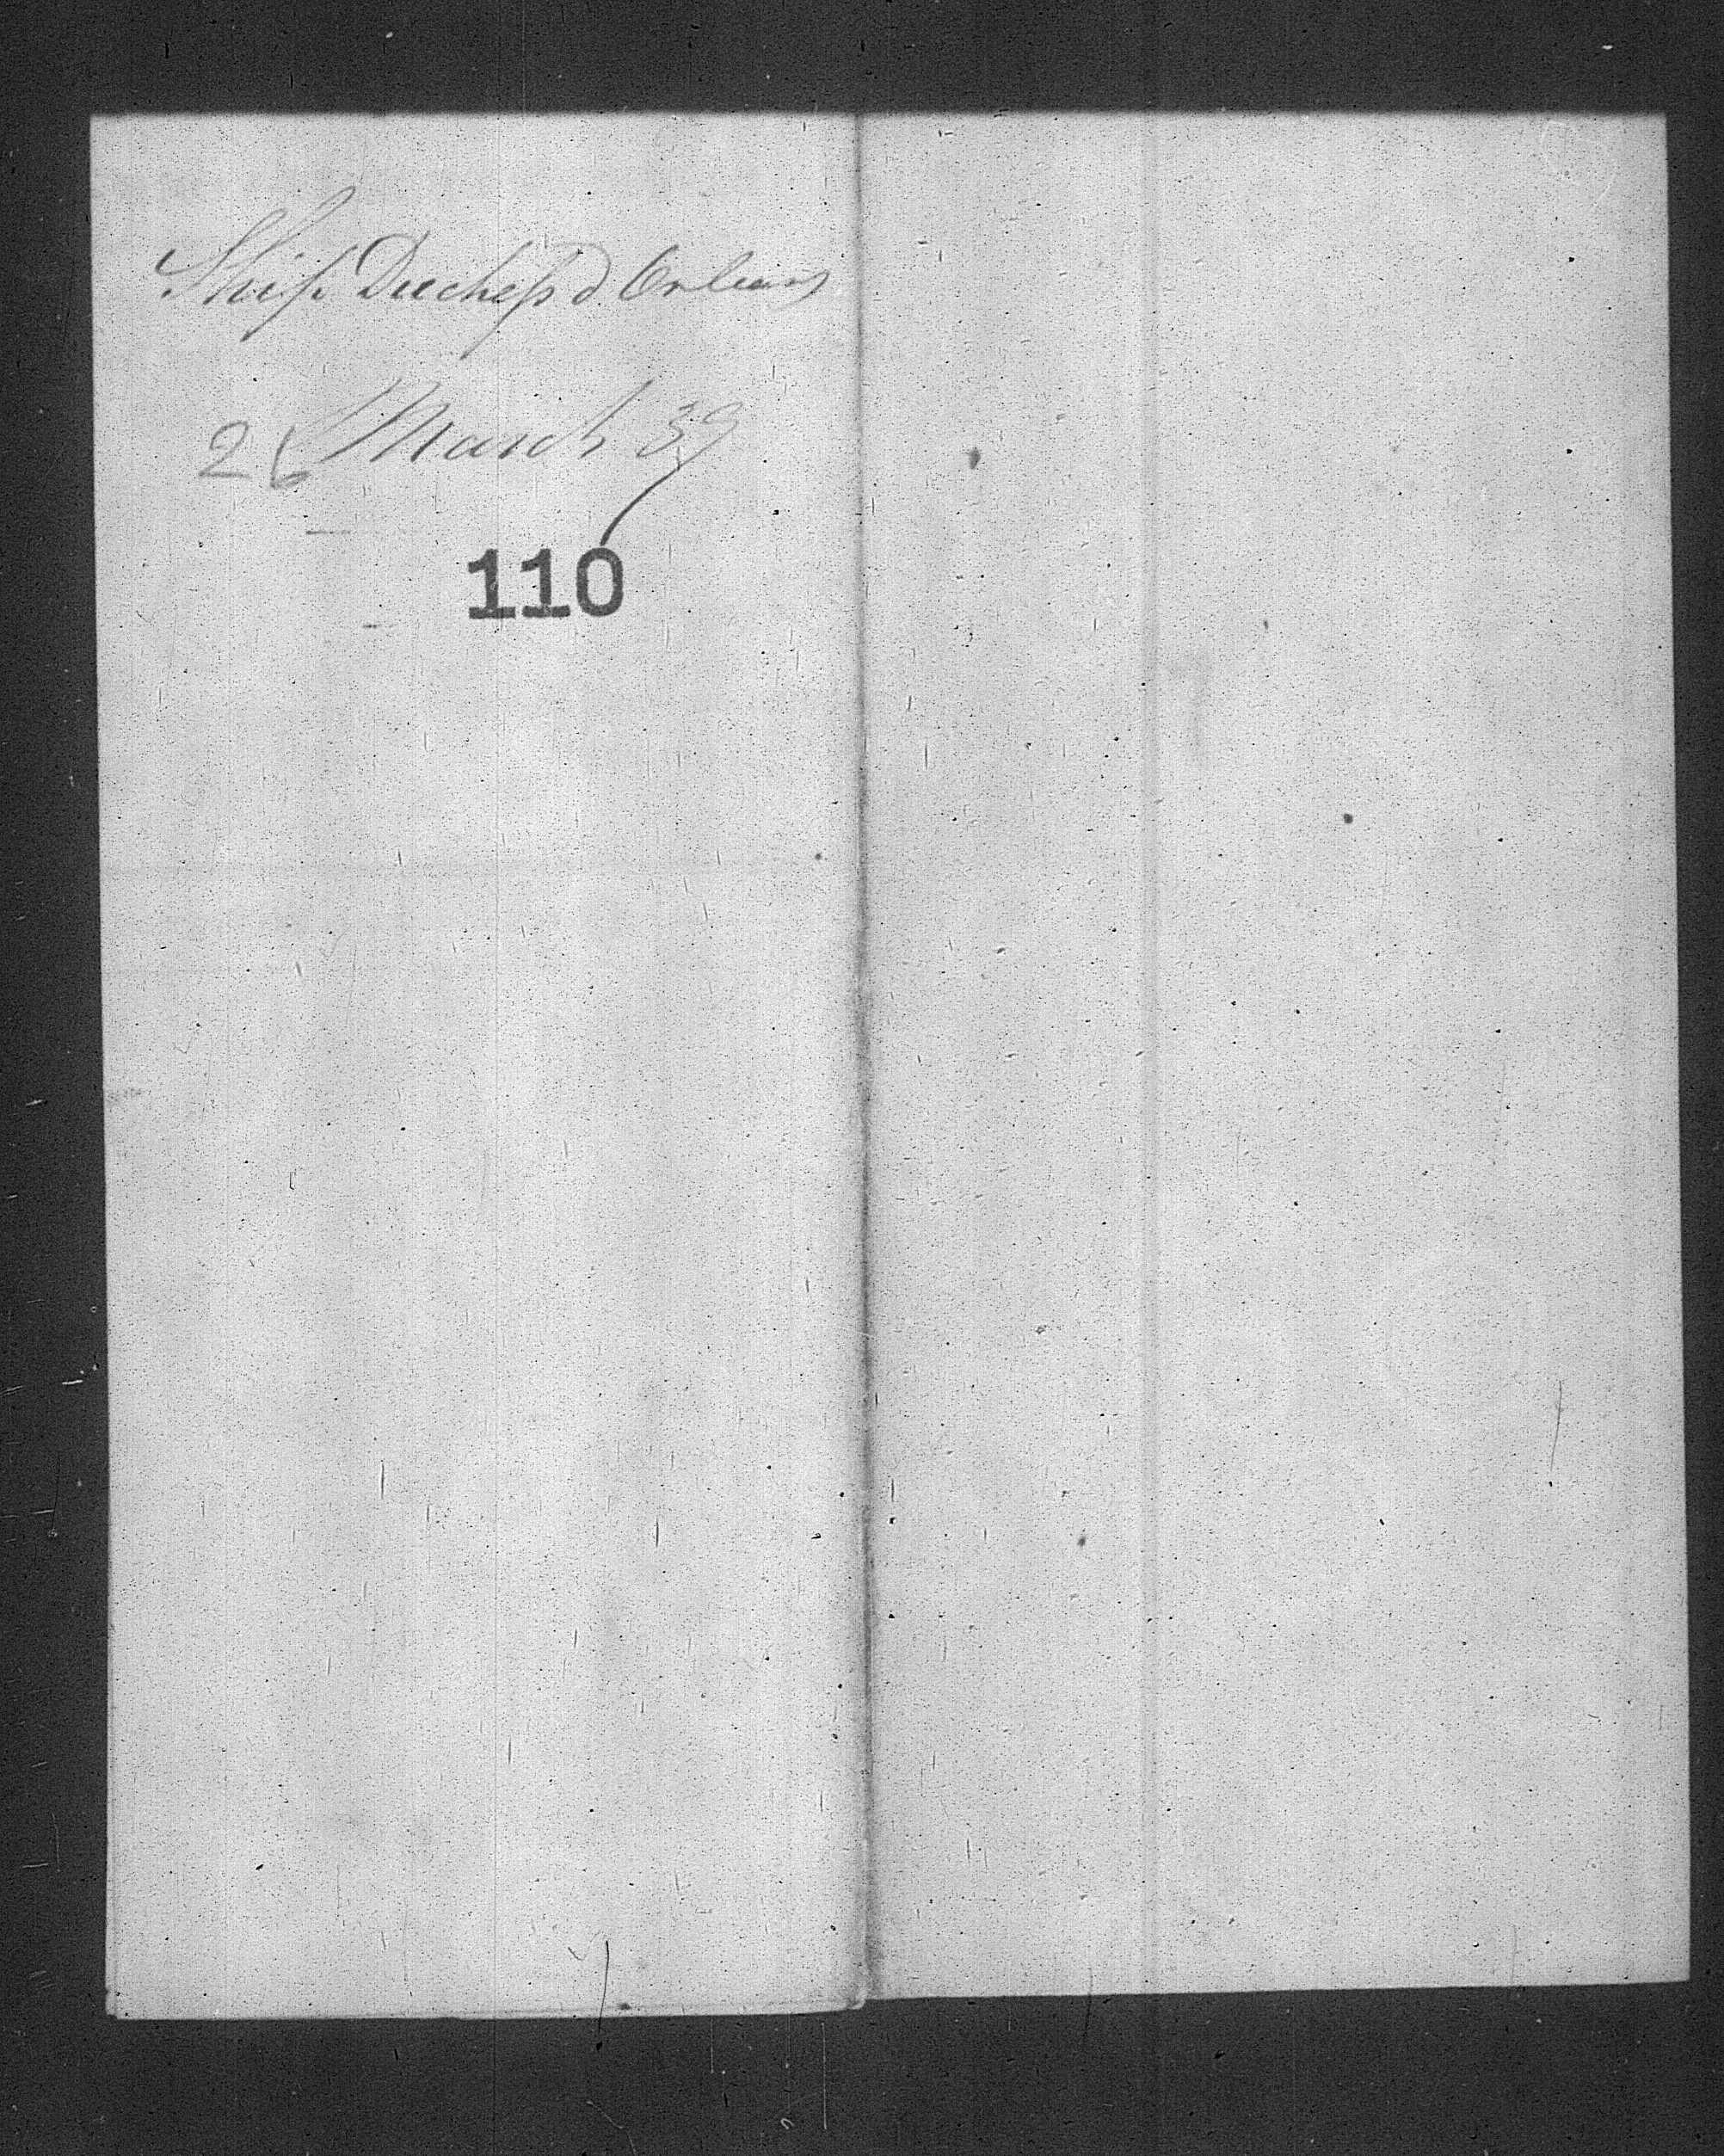 Ship Duchess d Orleans
26 March 39
110